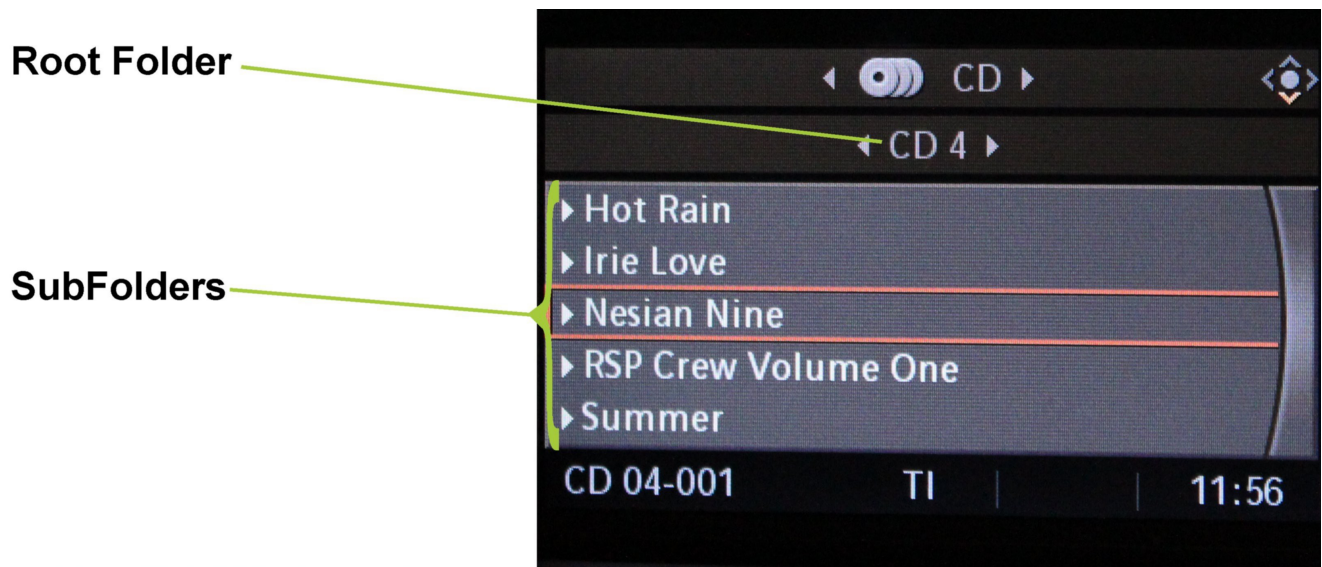 Root Folder
CD
CD 4
Hot Rain
Irie Love
SubFolders
Nesian Nine
RSP Crew Volume One
Summer
CD 04-001 TI 11:56